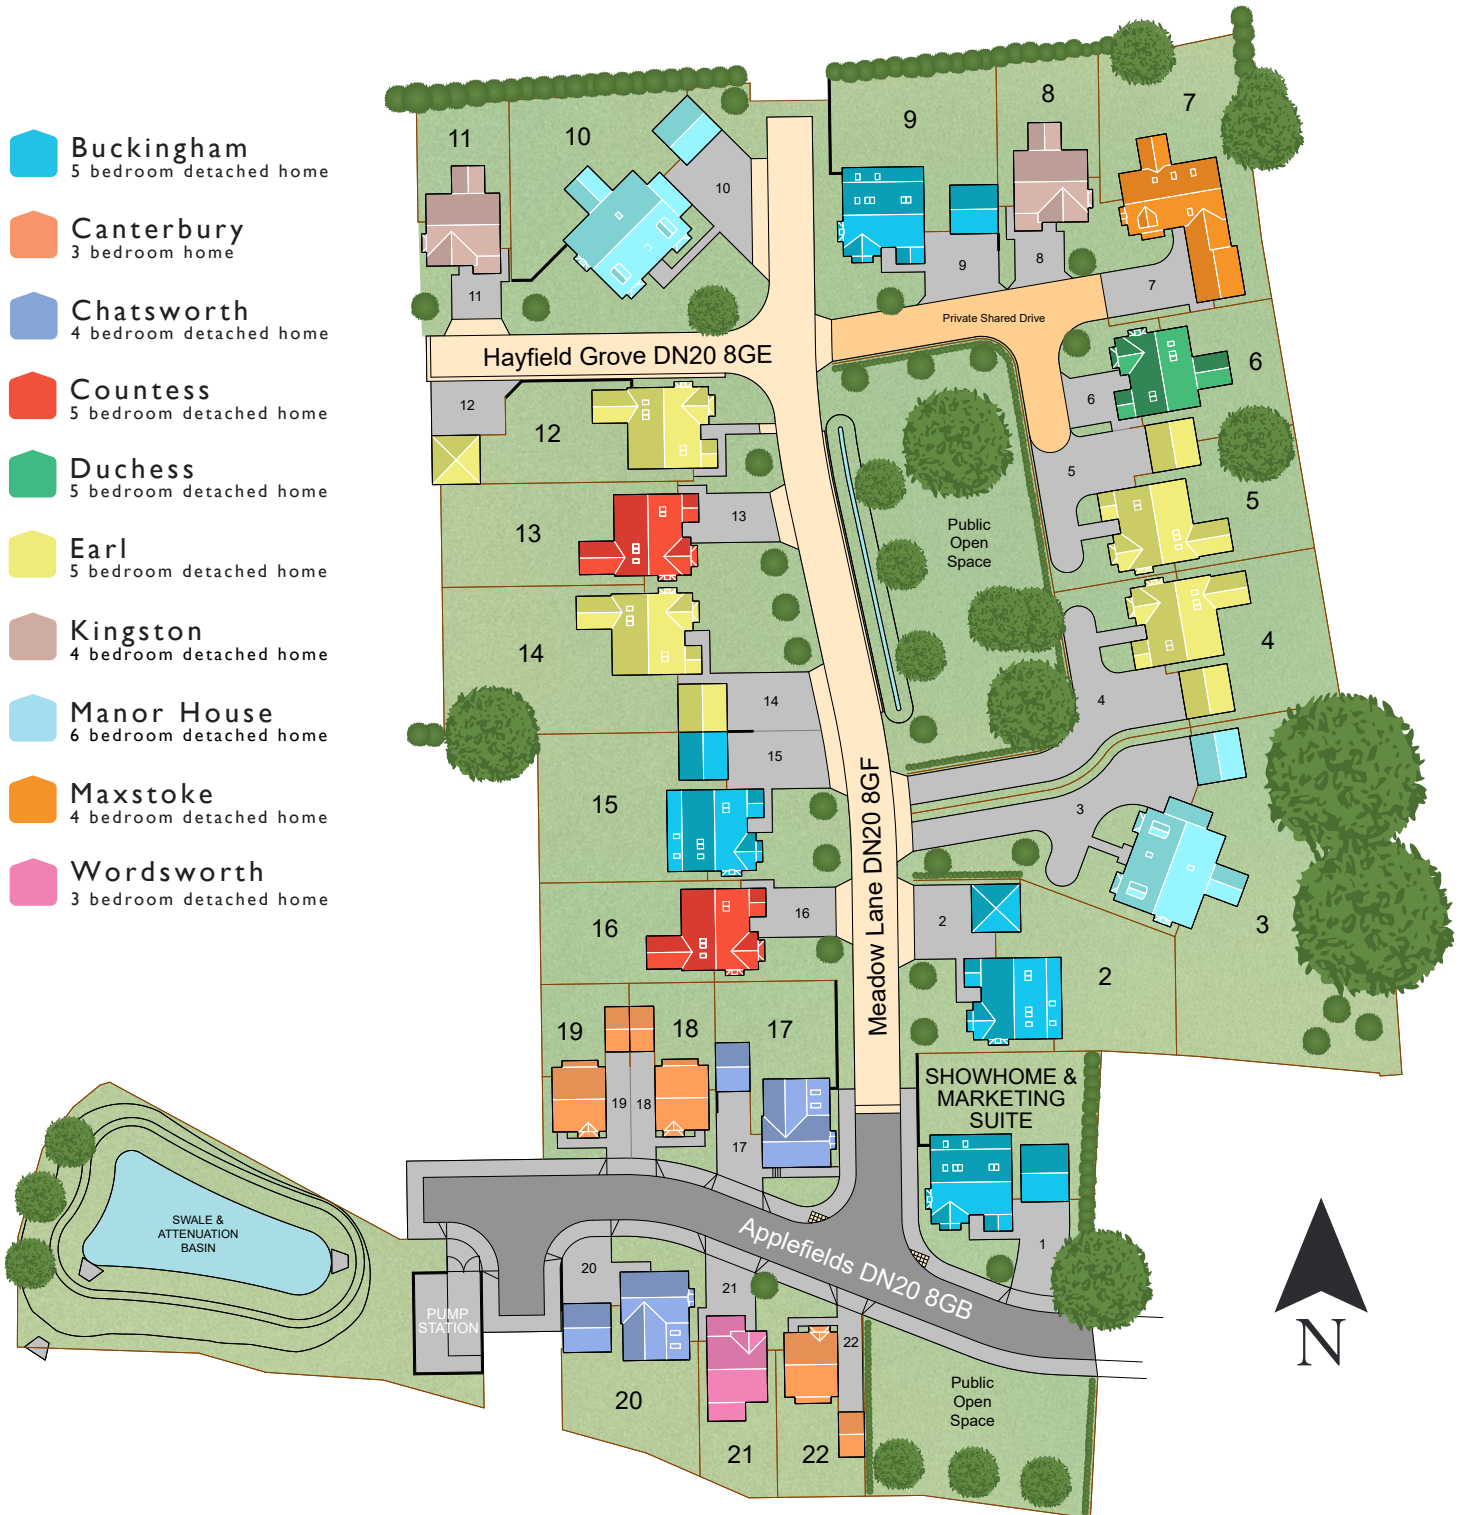 Buckingham
5 bedroom detached home
Canterbury
3 bedroom home
Chatsworth
4 bedroom detached home
Countess
5 bedroom detached home
Duchess
5 bedroom detached home
Earl
5 bedroom detached home
Kingston
4 bedroom detached home
Manor House
6 bedroom detached home
Maxstoke
4 bedroom detached home
Wordsworth
3 bedroom detached home
11
10
9
8
7
10
11
9
8
7
Private Shared Drive
Hayfield Grove DN20 8GE
6
6
12
12
5
5
13
13
Public
Open
Space
14
14
4
4
15
15
3
3
Meadow Lane DN20 8GF
16
16
2
2
19
18
17
19
18
17
SHOWHOME &
MARKETING
SUITE
1
SWALE &
ATTENUATION
BASIN
PUMP
STATION
Applefields DN20 8GB
20
20
21
21
22
22
Public
Open
Space
N